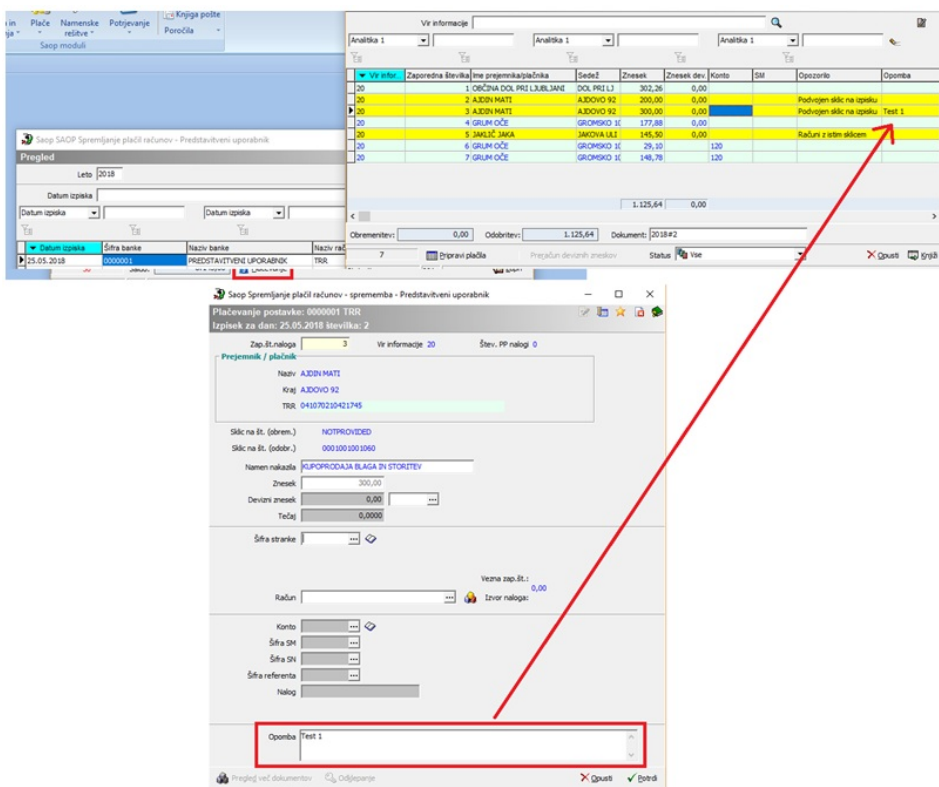 Knjiga pošte
Plače Namenske rešitve Potrjevanje Poročila
Saop moduli
Saop SAOP Spremljanje plačil računov - Predstavitveni uporabnik
Pregled
Leto 2018
Datum izpiska
Datum izpiska Datum izpiska
Datum izpiska Šifra banke Naziv banke
25.05.2018 0000001 PREDSTAVITVENI UPORABNIK TRR
Vir informacije
Analitika 1 Analitika 1 Analitika 1
Vir infor.. Zaporedna številka Ime prejemnika/plačnika Sedež Znesek Znesek dev. Konto SM Opozorilo Opomba
20 1 OBČINA DOL PRI LJUBLJANI DOL PRI LJ 302,26 0,00
20 2 AJDIN MATI AJDOVO 92 200,00 0,00 Podvojen sklic na izpisku
20 3 AJDIN MATI AJDOVO 92 300,00 0,00 Podvojen sklic na izpisku Test 1
20 4 GRUM OČE GROMSKO 10 177,88 0,00
20 5 JAKLIČ JAKA JAKOVA ULI 145,50 0,00 Računi z istim sklicem
20 6 GRUM OČE GROMSKO 10 29,10 120
20 7 GRUM OČE GROMSKO 10 148,78 120
1.125,64 0,00
Obremenitev: 0,00 Odobritev: 1.125,64 Dokument: 2018#2
7 Pripravi plačila Preračun deviznih zneskov Status Vse Opusti Knjiži
Saop Spremljanje plačil računov - sprememba - Predstavitveni uporabnik
Plačevanje postavke: 0000001 TRR
Izpisek za dan: 25.05.2018 številka: 2
Zap.št.naloga 3 Vir informacije 20 Štev. PP nalogi 0
Prejemnik / plačnik
Naziv AJDIN MATI
Kraj AJDOVO 92
TRR 041070210421745
Sklic na št. (obrem.) NOTPROVIDED
Sklic na št. (odobr.) 0001001001060
Namen nakazila KUPOPRODAJA BLAGA IN STORITEV
Znesek 300,00
Devizni znesek 0,00
Tečaj 0,0000
Šifra stranke
Vezna zap.št.:
0,00
Račun Izvor naloga:
Konto
Šifra SM
Šifra SN
Šifra referenta
Nalog
Opomba Test 1
Pregled več dokumentov Odjlepanje Opusti Potrdi